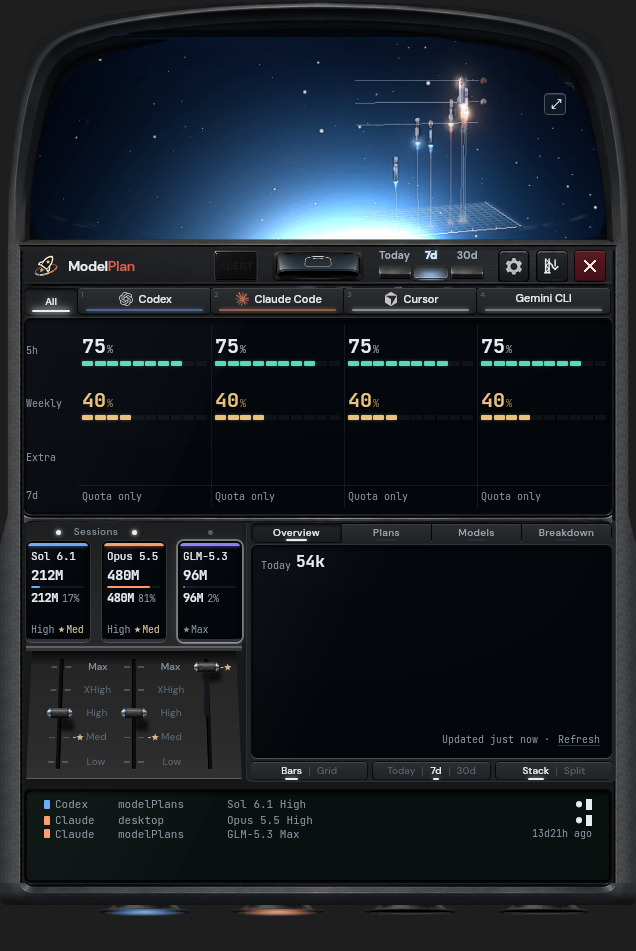 ModelPlan ALERT Today 7d 30d
All 1 Codex 2 Claude Code 3 Cursor 4 Gemini CLI
5h 75% 75% 75% 75%
Weekly 40% 40% 40% 40%
Extra
7d Quota only Quota only Quota only Quota only
Sessions
Sol 6.1 Opus 5.5 GLM-5.3
212M 480M 96M
212M 17% 480M 81% 96M 2%
High ★Med High ★Med ★Max
Max Max
XHigh XHigh
High High
Med Med
Low Low
Overview Plans Models Breakdown
Today 54k
Updated just now · Refresh
Bars | Grid Today | 7d | 30d Stack | Split
Codex modelPlans Sol 6.1 High
Claude desktop Opus 5.5 High
Claude modelPlans GLM-5.3 Max 13d21h ago